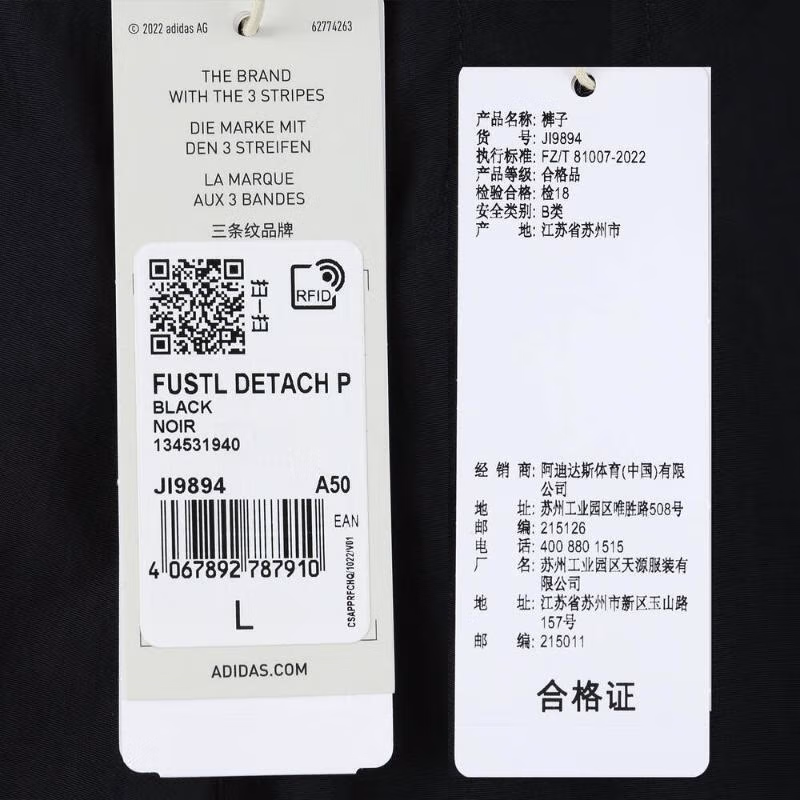 © 2022 adidas AG
62774263
THE BRAND
WITH THE 3 STRIPES
DIE MARKE MIT
DEN 3 STREIFEN
LA MARQUE
AUX 3 BANDES
三条纹品牌
扫一扫
RFID
FUSTL DETACH P
BLACK
NOIR
134531940
JI9894 A50
EAN
4 067892 787910
CSAPPRFCHQ/1022/V01
L
ADIDAS.COM
产品名称: 裤子
货 号: JI9894
执行标准: FZ/T 81007-2022
产品等级: 合格品
检验合格: 检18
安全类别: B类
产 地: 江苏省苏州市
经 销 商: 阿迪达斯体育(中国)有限
公司
地 址: 苏州工业园区唯胜路508号
邮 编: 215126
电 话: 400 880 1515
厂 名: 苏州工业园区天源服装有
限公司
地 址: 江苏省苏州市新区玉山路
157号
邮 编: 215011
合格证